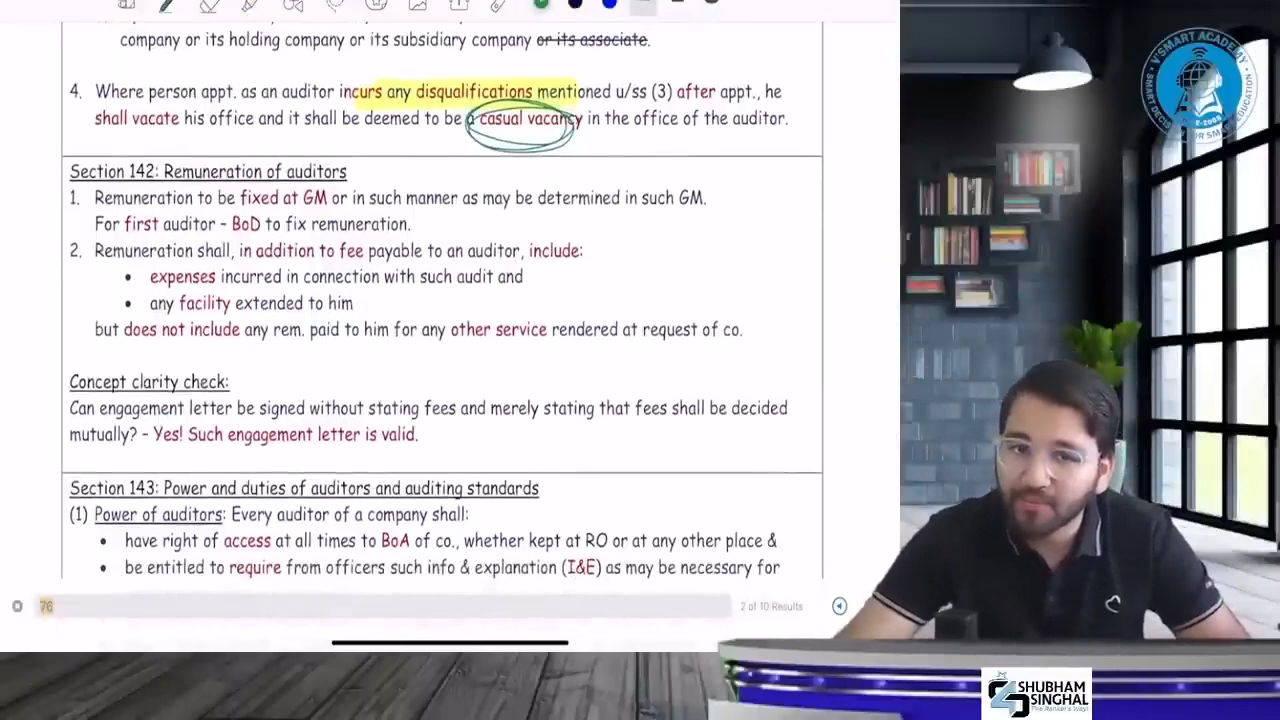 company or its holding company or its subsidiary company or its associate.
4. Where person appt. as an auditor incurs any disqualifications mentioned u/ss (3) after appt., he
shall vacate his office and it shall be deemed to be a casual vacancy in the office of the auditor.
Section 142: Remuneration of auditors
1. Remuneration to be fixed at GM or in such manner as may be determined in such GM.
For first auditor - BoD to fix remuneration.
2. Remuneration shall, in addition to fee payable to an auditor, include:
• expenses incurred in connection with such audit and
• any facility extended to him
but does not include any rem. paid to him for any other service rendered at request of co.
Concept clarity check:
Can engagement letter be signed without stating fees and merely stating that fees shall be decided
mutually? - Yes! Such engagement letter is valid.
Section 143: Power and duties of auditors and auditing standards
(1) Power of auditors: Every auditor of a company shall:
• have right of access at all times to BoA of co., whether kept at RO or at any other place &
• be entitled to require from officers such info & explanation (I&E) as may be necessary for
76
2 of 10 Results
V'SMART ACADEMY
SHUBHAM
SINGHAL
The Ranker's Way!